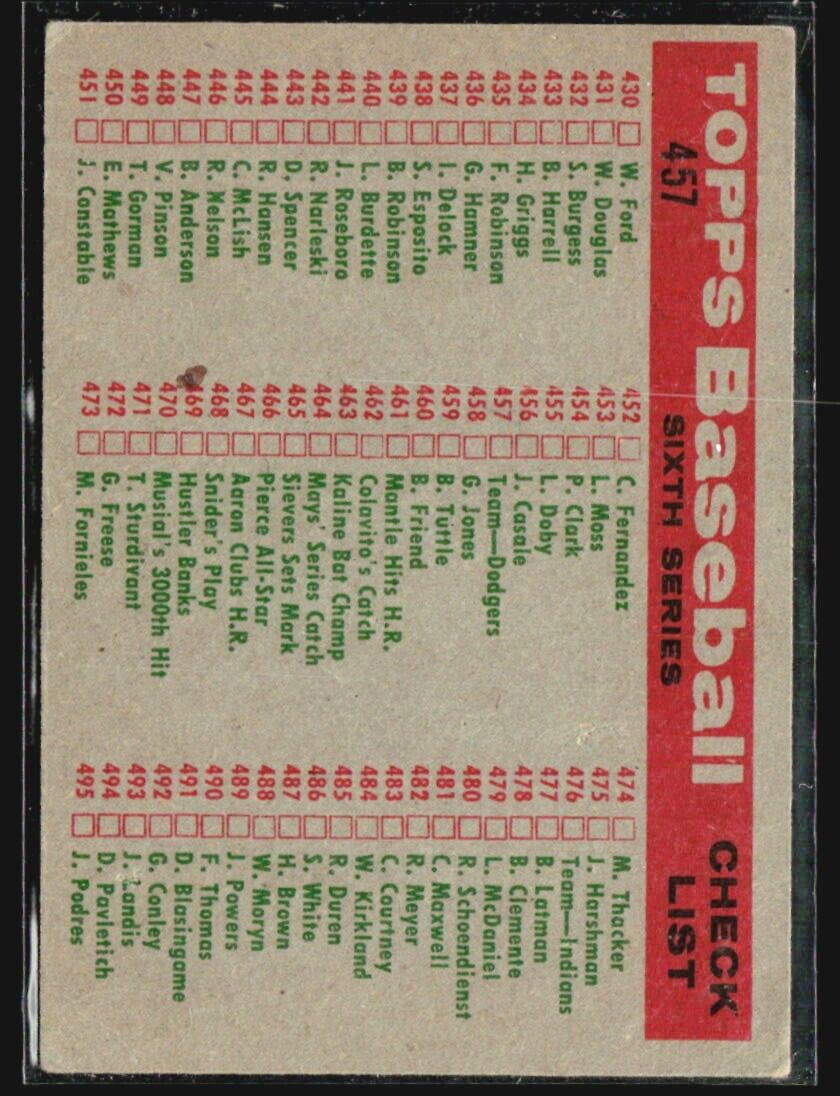 TOPPS Baseball CHECK LIST
457 SIXTH SERIES
430 W. Ford
431 W. Douglas
432 S. Burgess
433 B. Harrell
434 H. Griggs
435 F. Robinson
436 G. Hamner
437 I. Delock
438 S. Esposito
439 B. Robinson
440 L. Burdette
441 J. Roseboro
442 R. Narleski
443 D. Spencer
444 R. Hansen
445 C. McLish
446 R. Nelson
447 B. Anderson
448 V. Pinson
449 T. Gorman
450 E. Mathews
451 J. Constable
452 C. Fernandez
453 L. Moss
454 P. Clark
455 L. Doby
456 J. Casale
457 Team—Dodgers
458 G. Jones
459 B. Tuttle
460 B. Friend
461 Mantle Hits H.R.
462 Colavito's Catch
463 Kaline Bat Champ
464 Mays' Series Catch
465 Sievers Sets Mark
466 Pierce All-Star
467 Aaron Clubs H.R.
468 Snider's Play
469 Hustler Banks
470 Musial's 3000th Hit
471 T. Sturdivant
472 G. Freese
473 M. Fornieles
474 M. Thacker
475 J. Harshman
476 Team—Indians
477 B. Latman
478 B. Clemente
479 L. McDaniel
480 R. Schoendienst
481 C. Maxwell
482 R. Meyer
483 C. Courtney
484 W. Kirkland
485 R. Duren
486 S. White
487 H. Brown
488 W. Moryn
489 J. Powers
490 F. Thomas
491 D. Blasingame
492 G. Conley
493 J. Landis
494 D. Pavletich
495 J. Podres